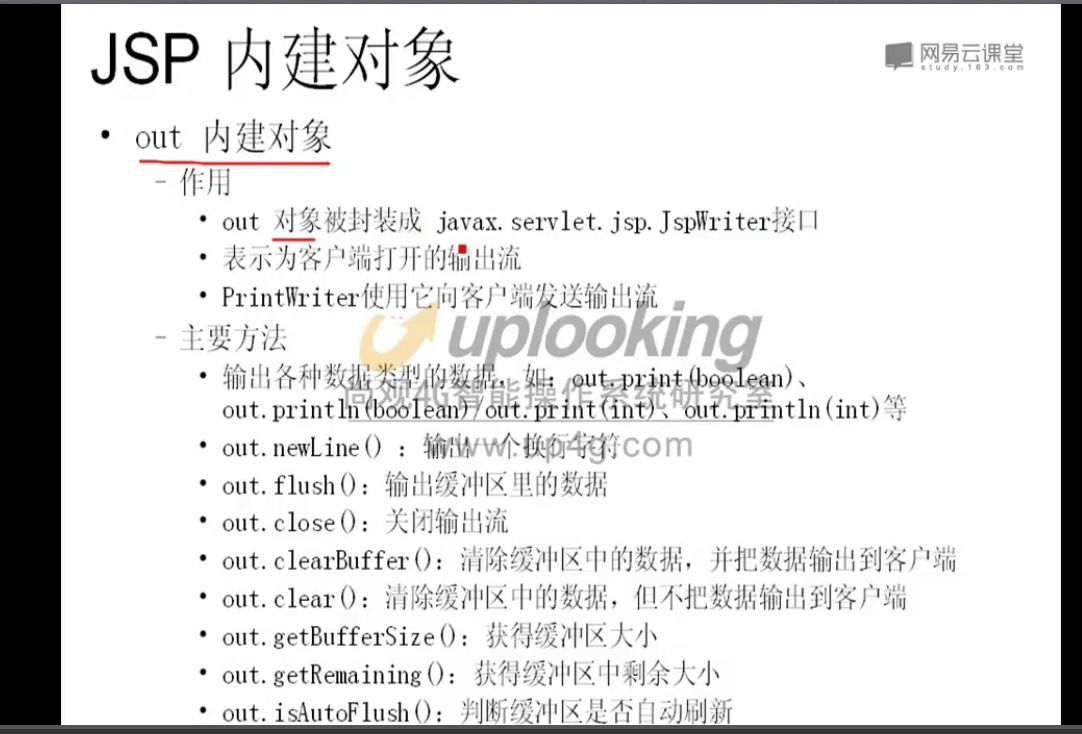 JSP 内建对象
网易云课堂
study.163.com
• out 内建对象
– 作用
• out 对象被封装成 javax.servlet.jsp.JspWriter接口
• 表示为客户端打开的输出流
• PrintWriter使用它向客户端发送输出流
uplooking
– 主要方法
• 输出各种数据类型的数据，如：out.print(boolean)、
尚观4G智能操作系统研究室
out.println(boolean)/out.print(int)、out.println(int)等
• out.newLine() ：输出一个换行字符
www.up4g.com
• out.flush()：输出缓冲区里的数据
• out.close()：关闭输出流
• out.clearBuffer()：清除缓冲区中的数据，并把数据输出到客户端
• out.clear()：清除缓冲区中的数据，但不把数据输出到客户端
• out.getBufferSize()：获得缓冲区大小
• out.getRemaining()：获得缓冲区中剩余大小
• out.isAutoFlush()：判断缓冲区是否自动刷新